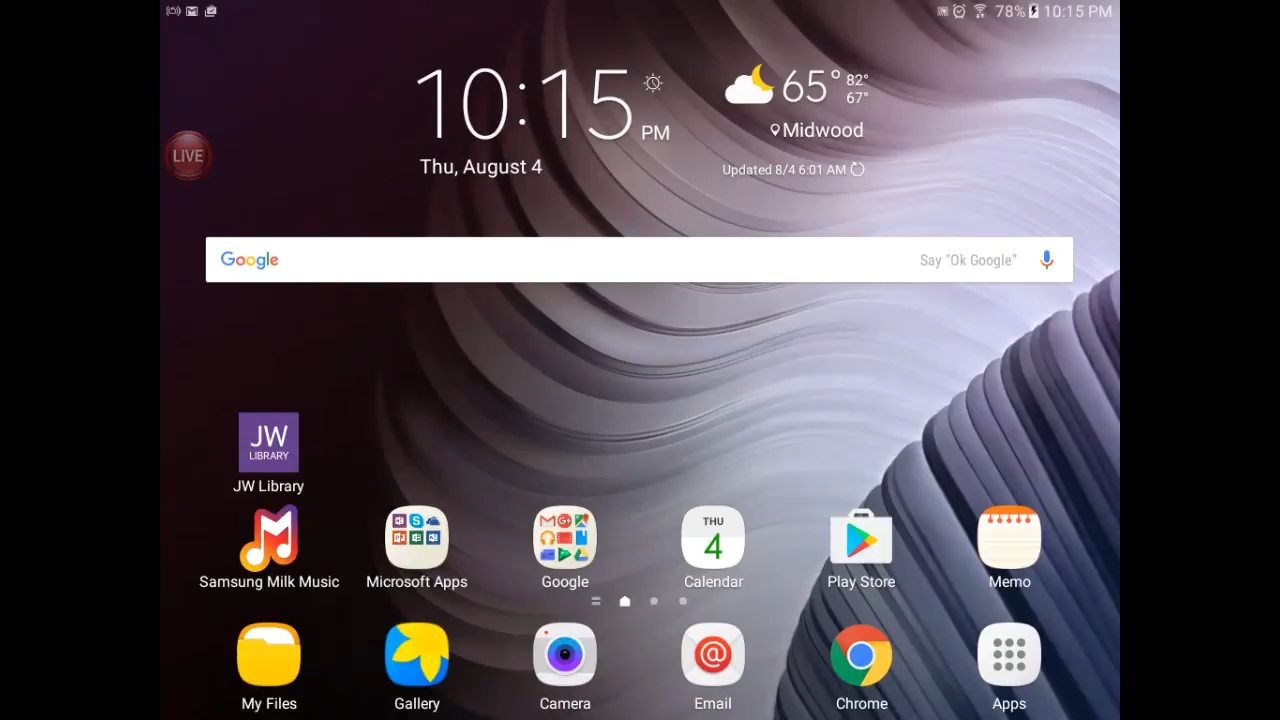 78% 10:15 PM
10:15 PM
Thu, August 4
65° 82°
67°
Midwood
Updated 8/4 6:01 AM
LIVE
Google Say "Ok Google"
JW
LIBRARY
JW Library
THU
4
Samsung Milk Music Microsoft Apps Google Calendar Play Store Memo
My Files Gallery Camera Email Chrome Apps